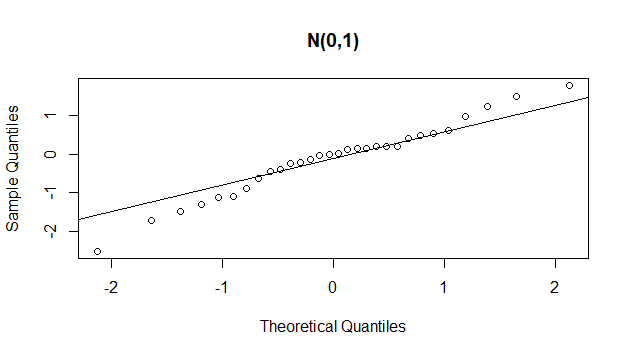 N(0,1)
Sample Quantiles
1
0
-1
-2
-2 -1 0 1 2
Theoretical Quantiles